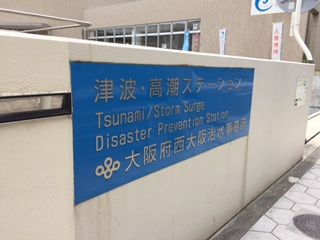 津波・高潮ステーション
Tsunami/Storm Surge
Disaster Prevention Station
大阪府西大阪治水事務所